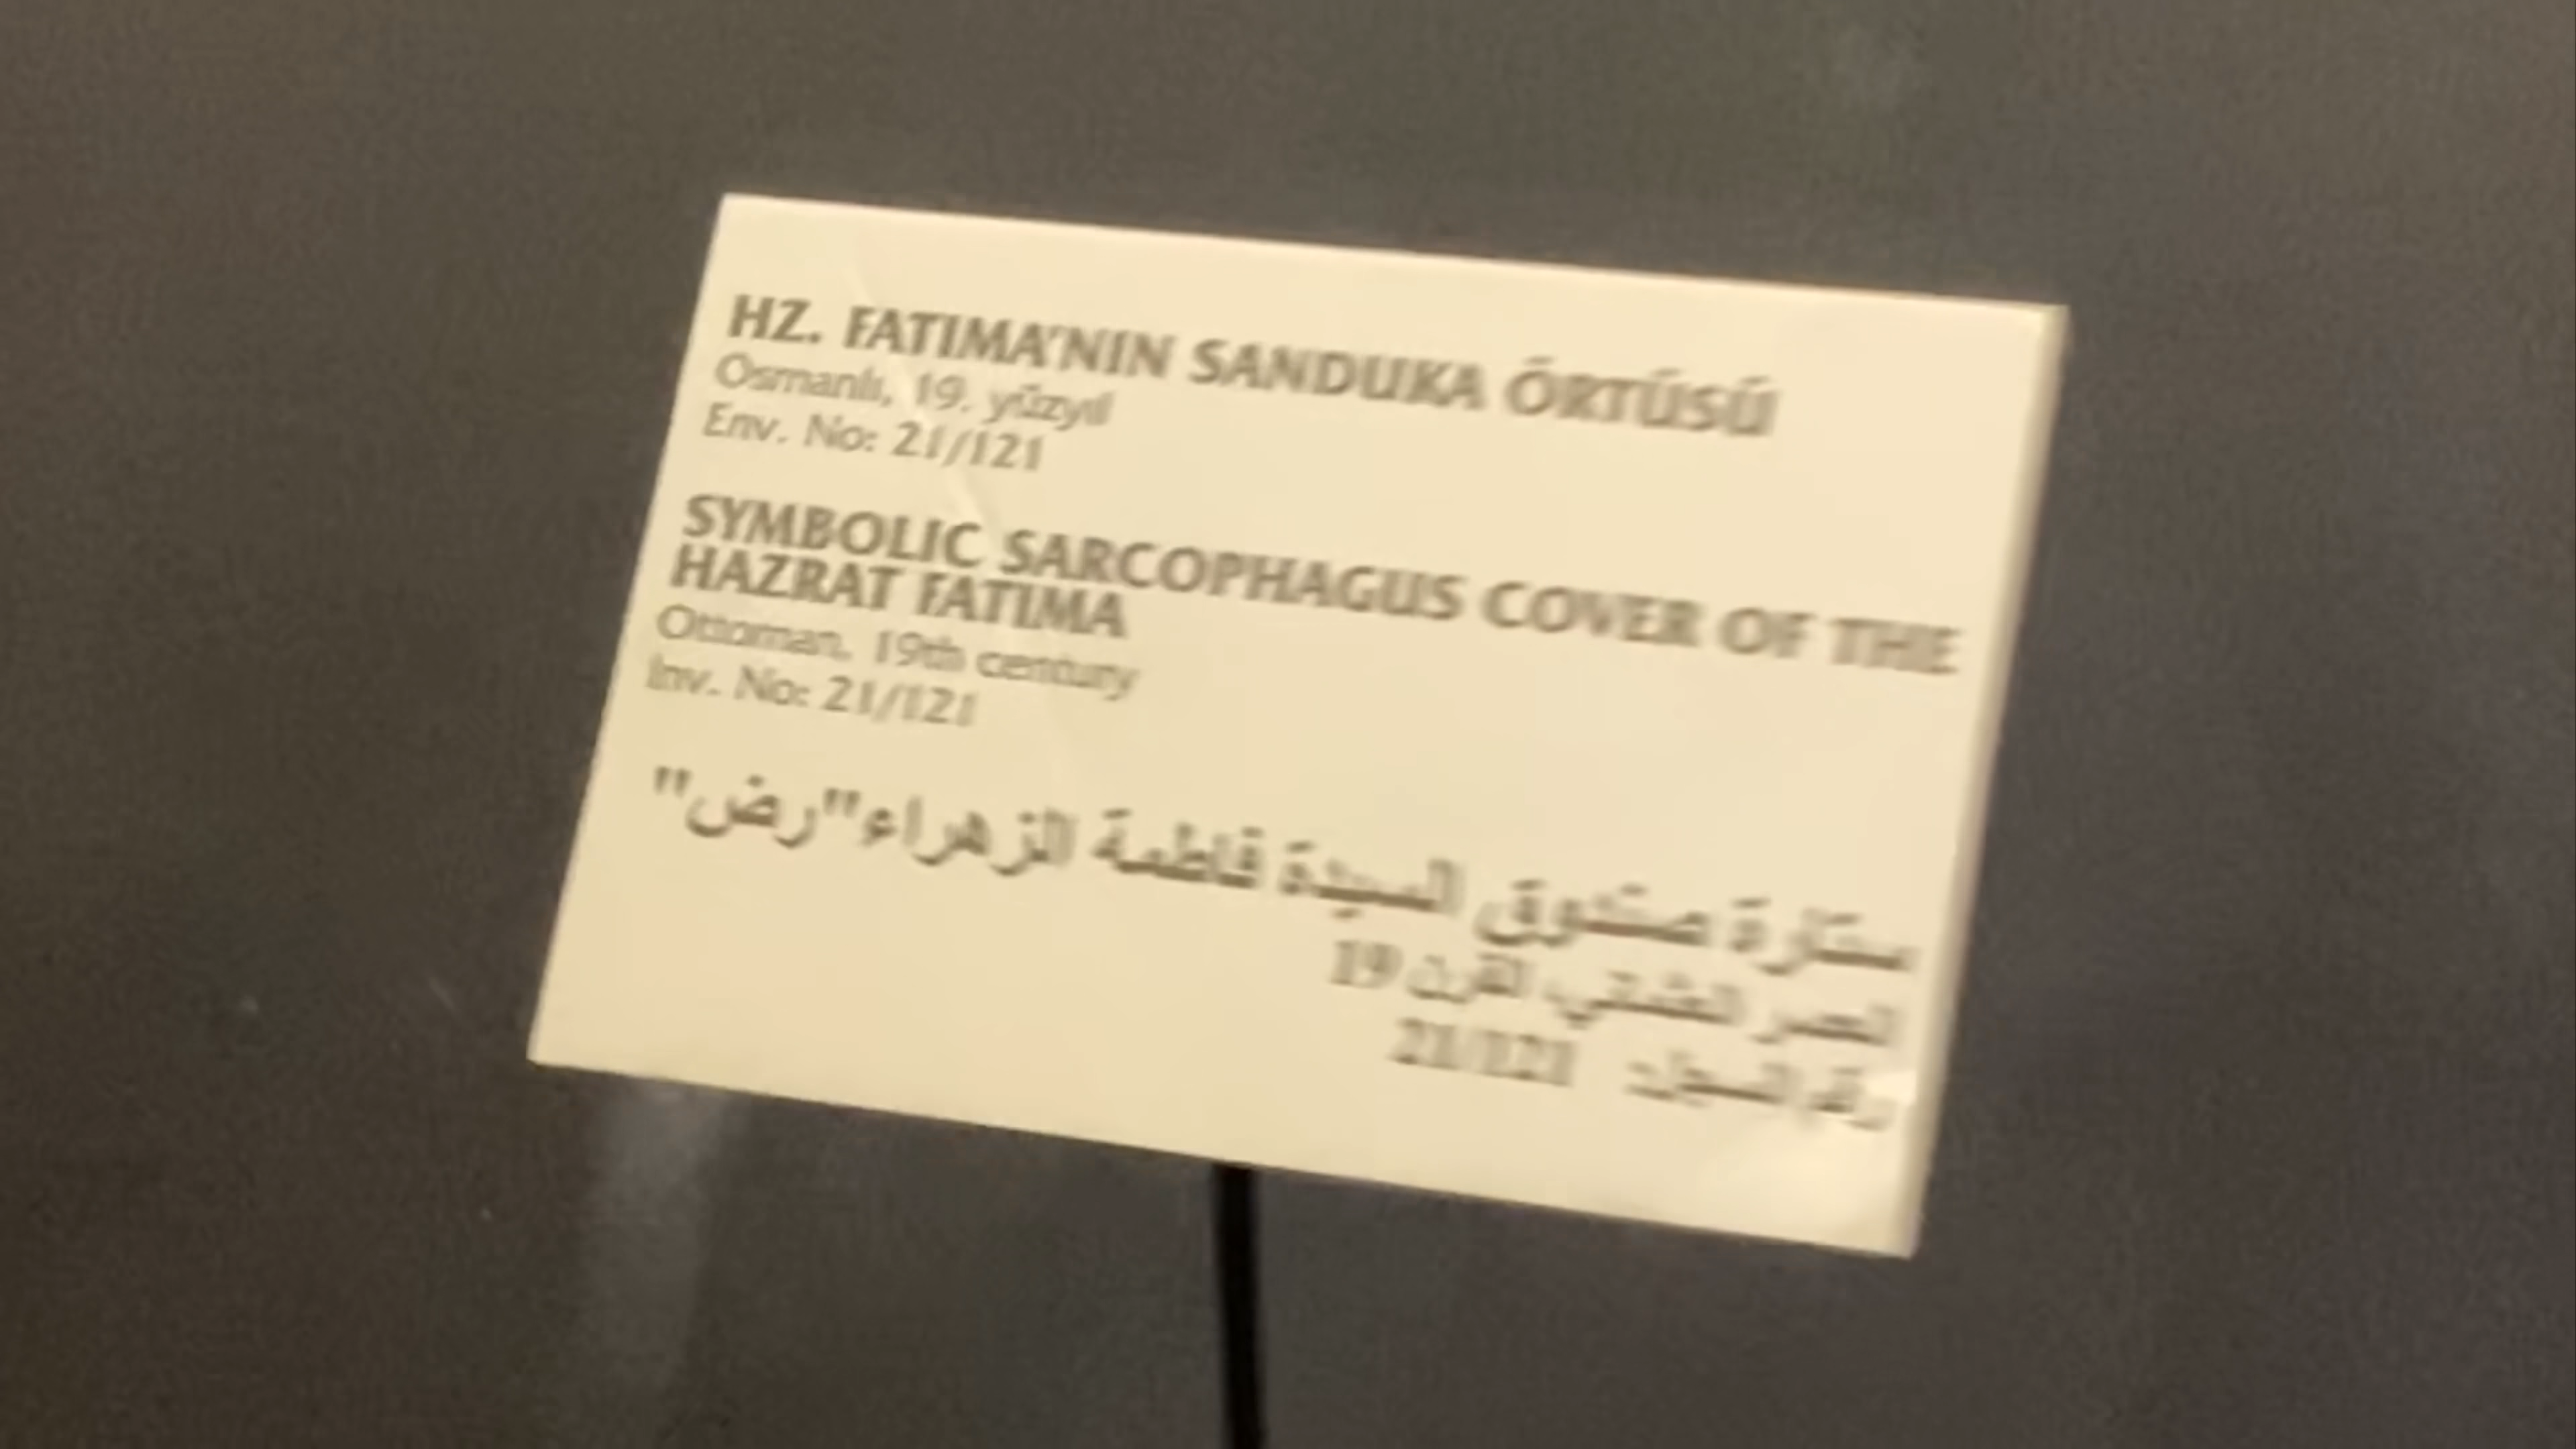 HZ. FATIMA'NIN SANDUKA ÖRTÜSÜ
Osmanlı, 19. yüzyıl
Env. No: 21/121
SYMBOLIC SARCOPHAGUS COVER OF THE
HAZRAT FATIMA
Ottoman, 19th century
Inv. No: 21/121
ستارة صندوق السيدة فاطمة الزهراء"رض"
العصر العثماني، القرن 19
رقم السجل: 21/121